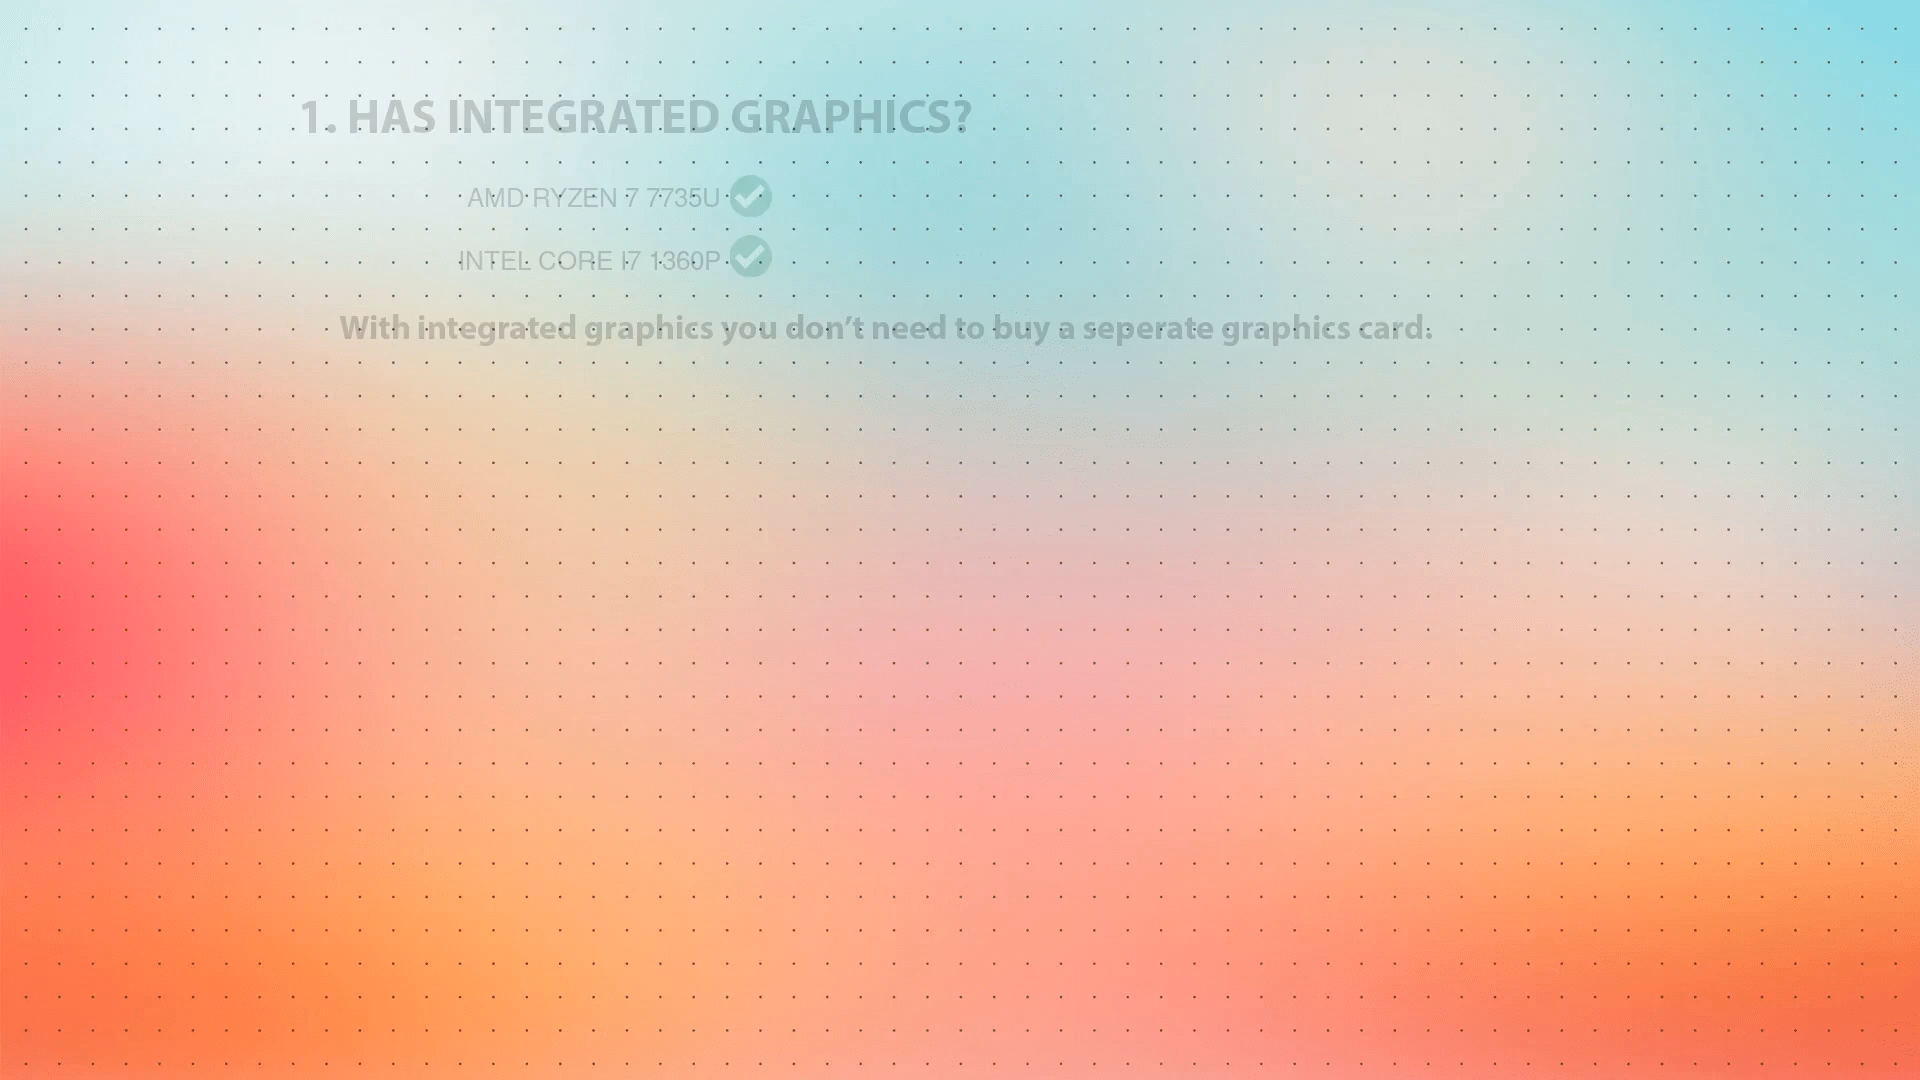 1. HAS INTEGRATED GRAPHICS?
AMD RYZEN 7 7735U
INTEL CORE I7 1360P
With integrated graphics you don’t need to buy a seperate graphics card.